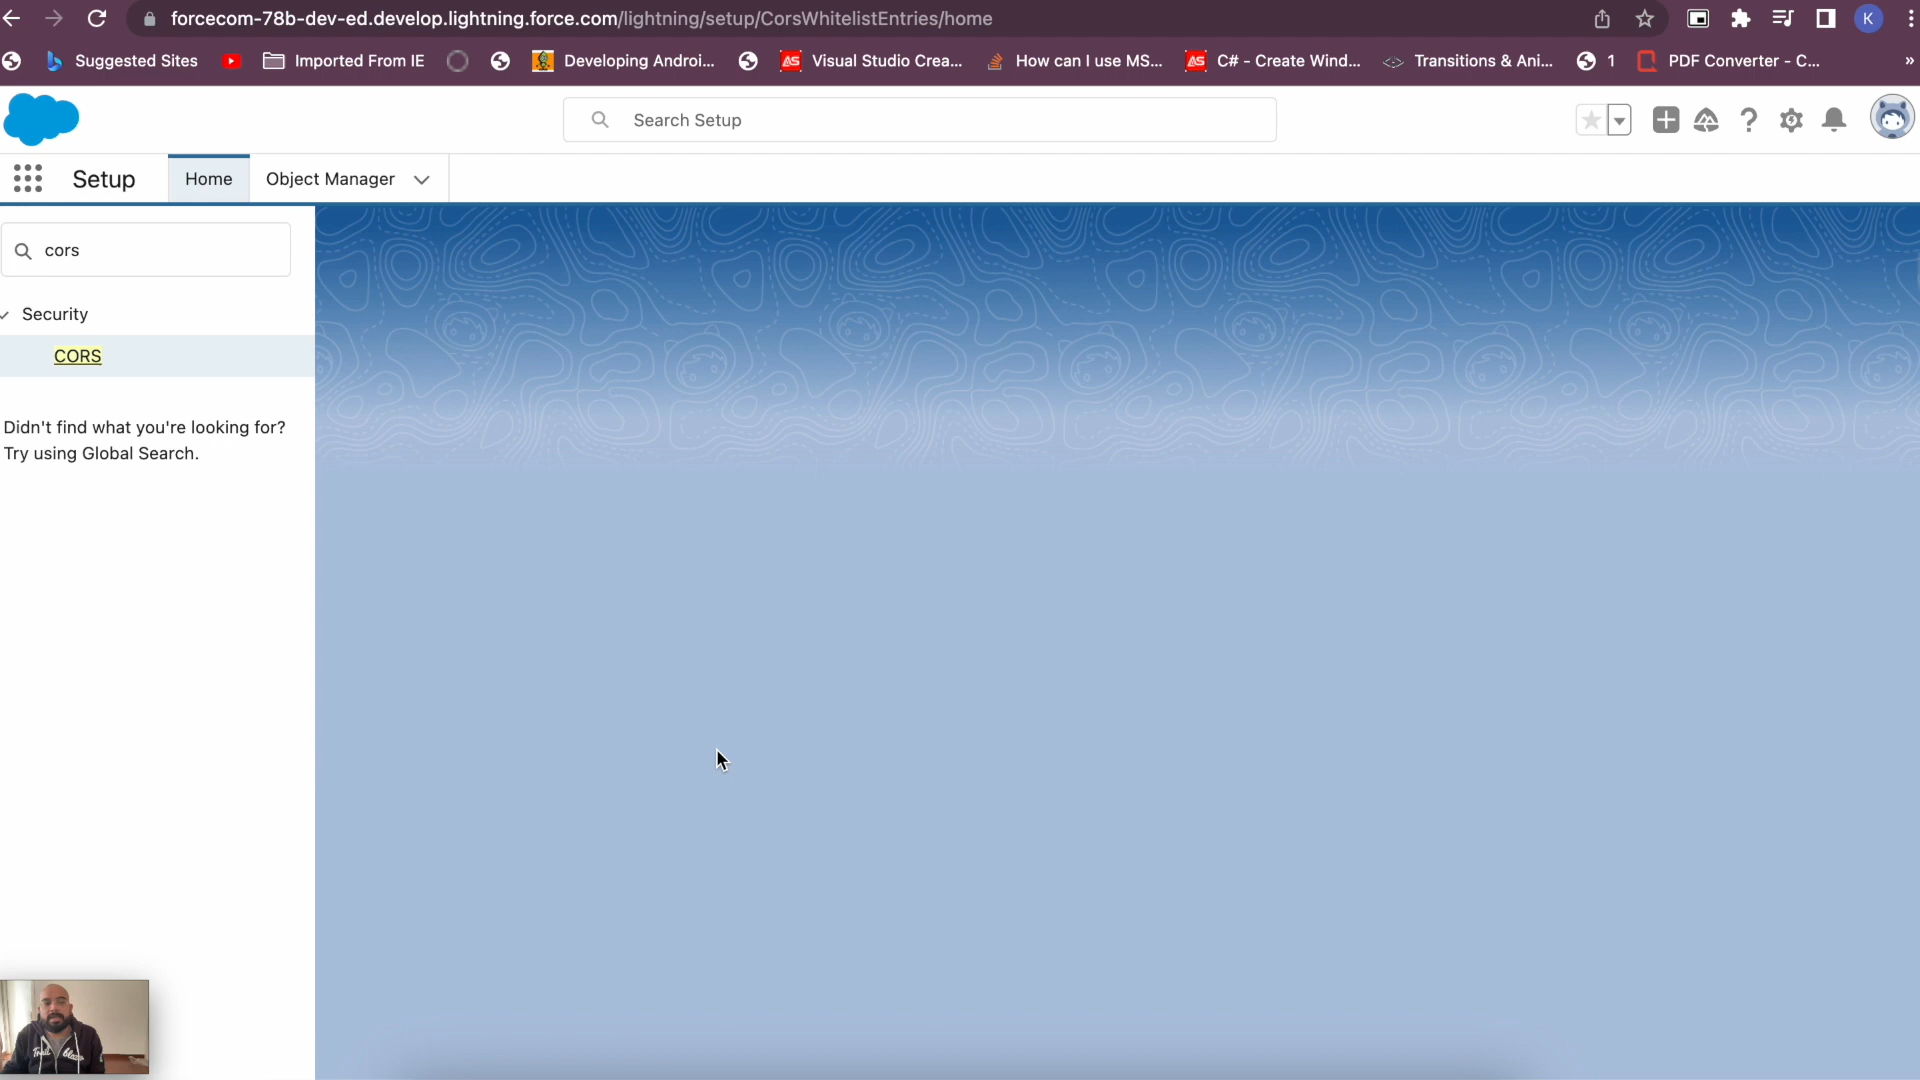 forcecom-78b-dev-ed.develop.lightning.force.com/lightning/setup/CorsWhitelistEntries/home
K
Suggested Sites
Imported From IE
Developing Androi...
Visual Studio Crea...
How can I use MS...
C# - Create Wind...
Transitions & Ani...
1
PDF Converter - C...
»
Search Setup
Setup
Home
Object Manager
cors
Security
CORS
Didn't find what you're looking for?
Try using Global Search.